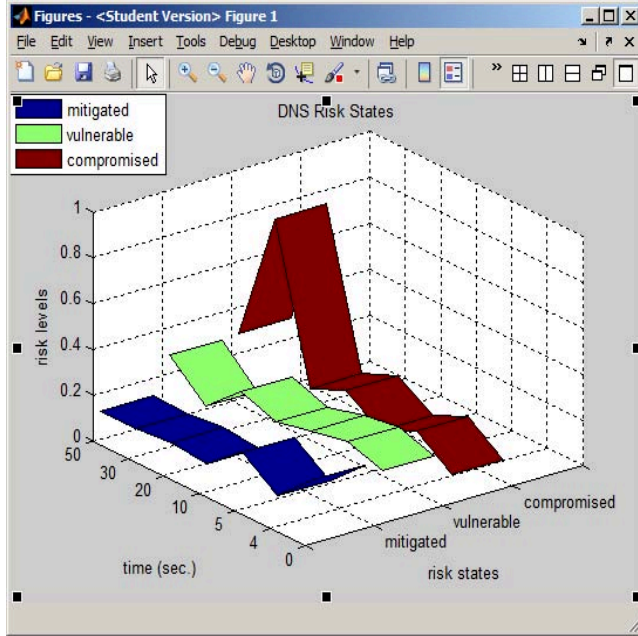 Figures - <Student Version> Figure 1
File Edit View Insert Tools Debug Desktop Window Help
mitigated
vulnerable
compromised
DNS Risk States
1
0.8
0.6
0.4
0.2
0
risk levels
50
30
20
10
5
4
0
time (sec.)
mitigated
vulnerable
compromised
risk states